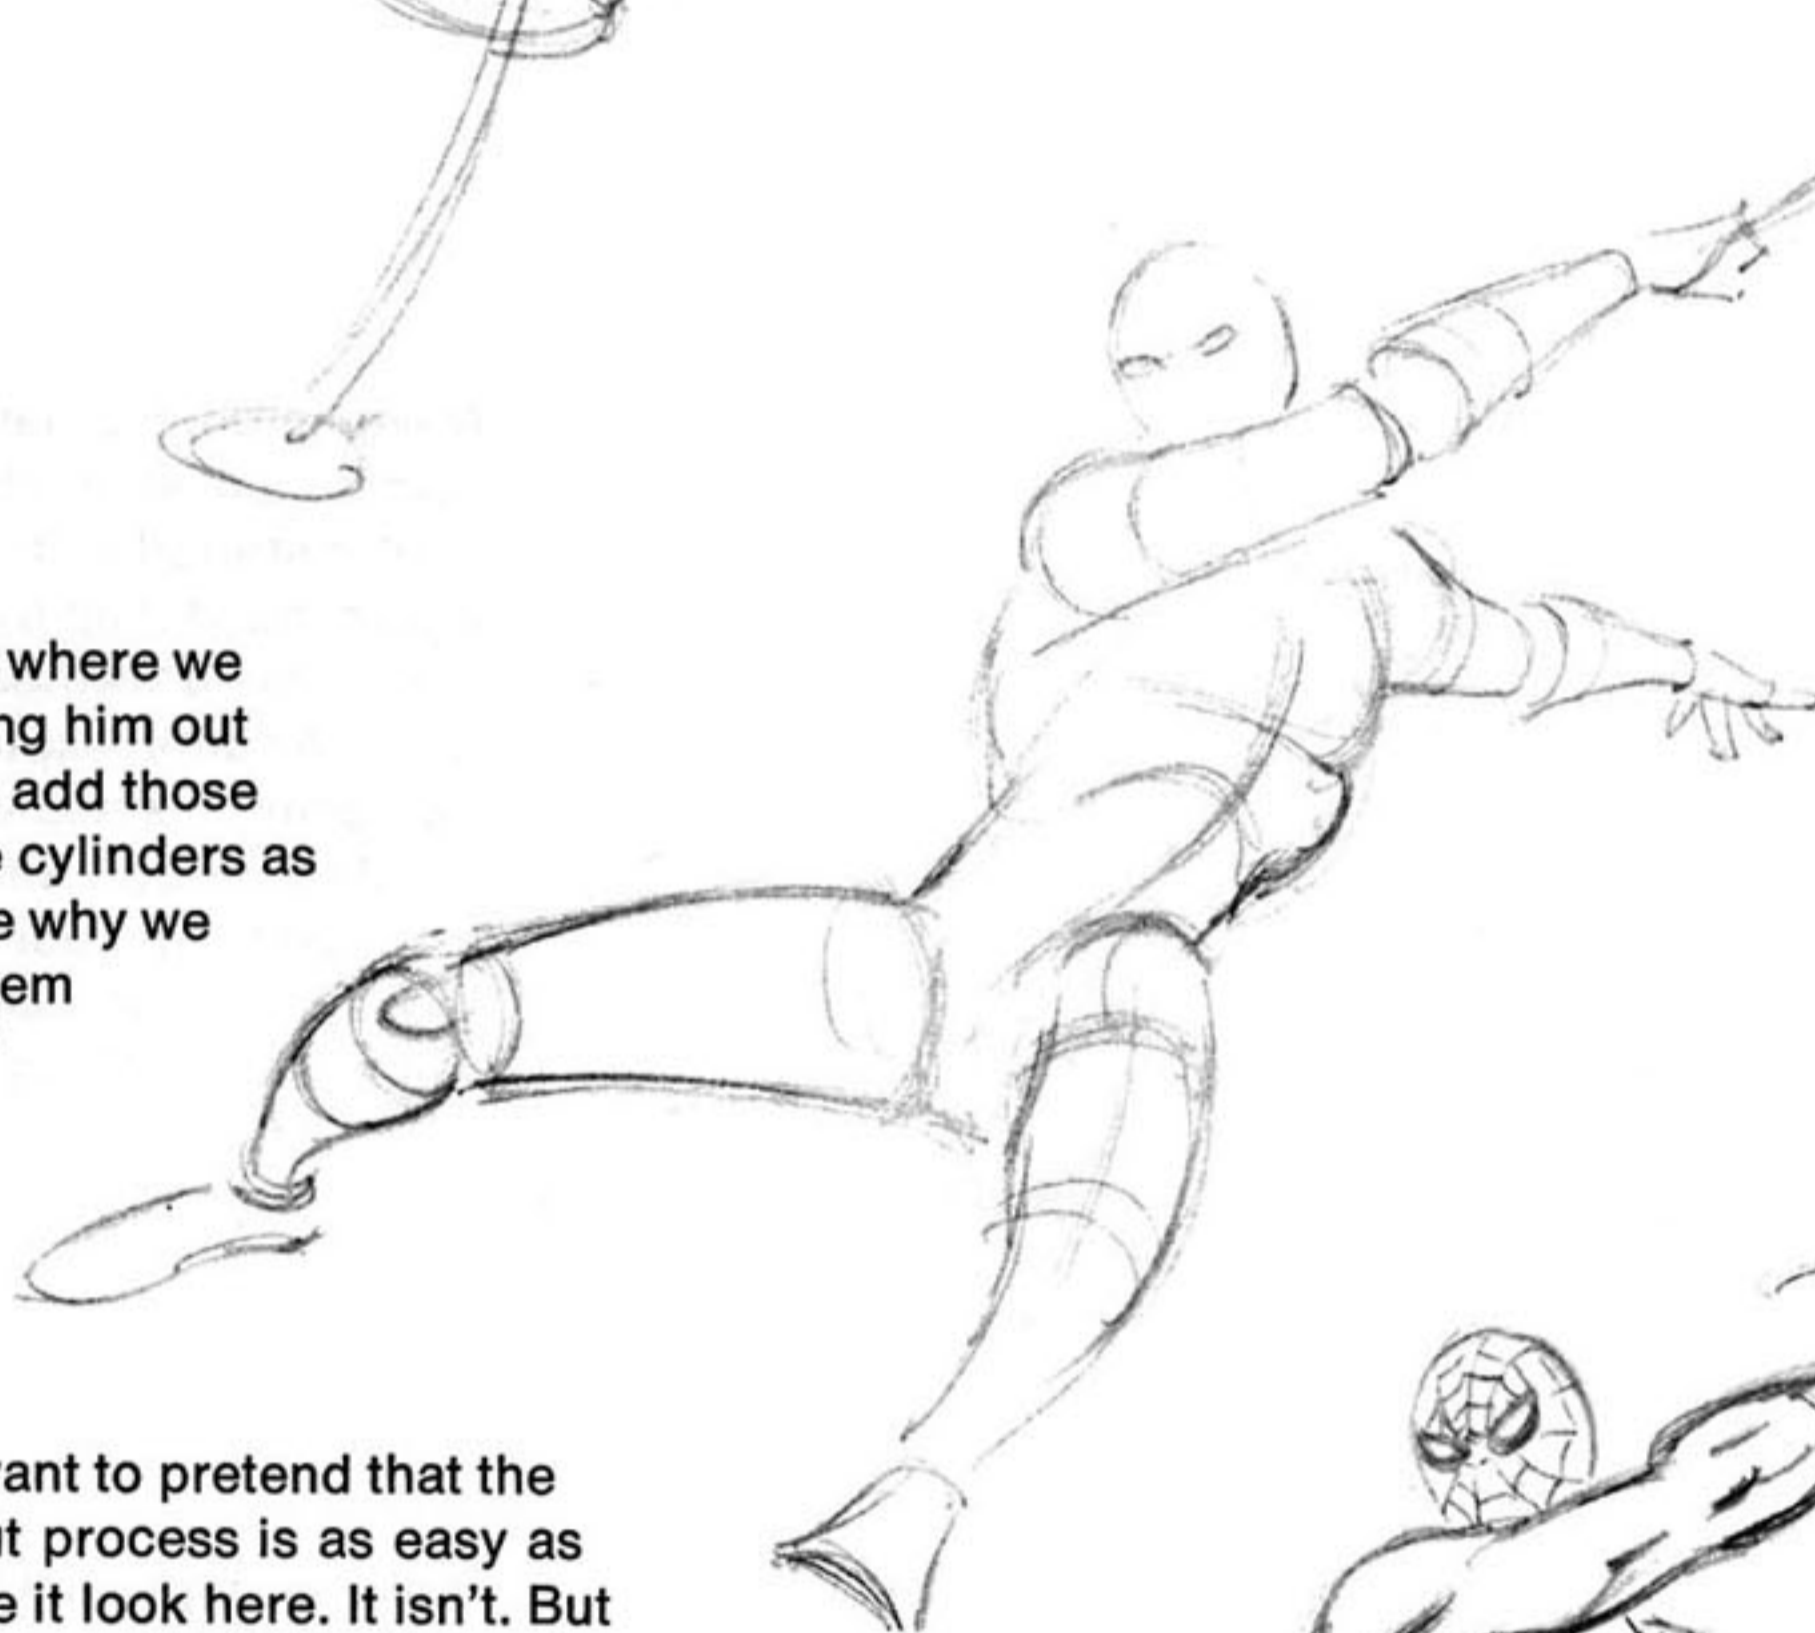 where we
ng him out
add those
cylinders as
why we
em
ant to pretend that the
process is as easy as
it look here. It isn't. But